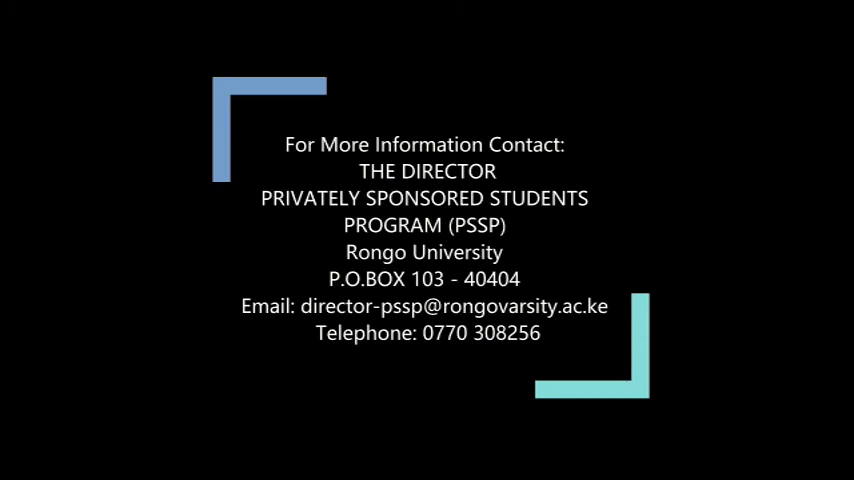 For More Information Contact:
THE DIRECTOR
PRIVATELY SPONSORED STUDENTS
PROGRAM (PSSP)
Rongo University
P.O.BOX 103 - 40404
Email: director-pssp@rongovarsity.ac.ke
Telephone: 0770 308256